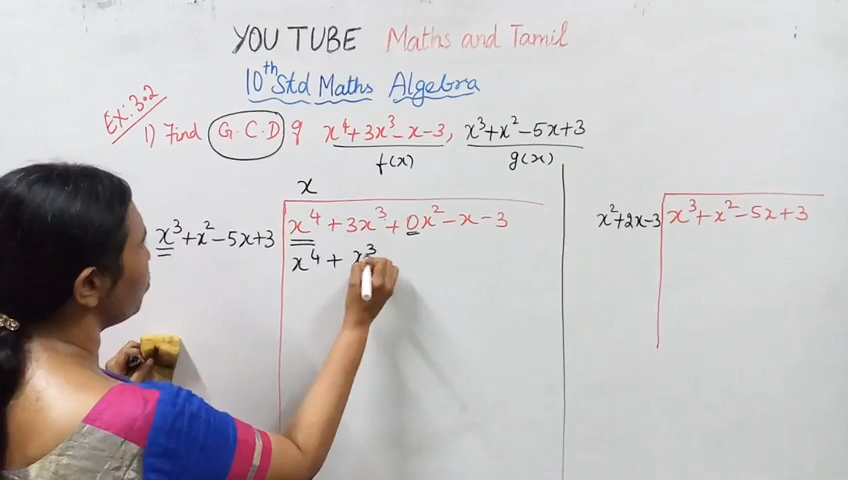 YOU TUBE Maths and Tamil
10th Std Maths Algebra
Ex: 3.2
1) Find G.C.D of x⁴+3x³-x-3, x³+x²-5x+3
f(x) g(x)
x
x³+x²-5x+3 x⁴+3x³+0x²-x-3
x⁴+x³
x²+2x-3 x³+x²-5x+3